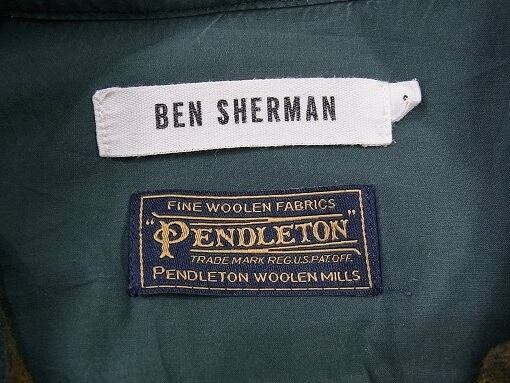 BEN SHERMAN
FINE WOOLEN FABRICS
"PENDLETON"
TRADE MARK REG.U.S.PAT.OFF.
PENDLETON WOOLEN MILLS